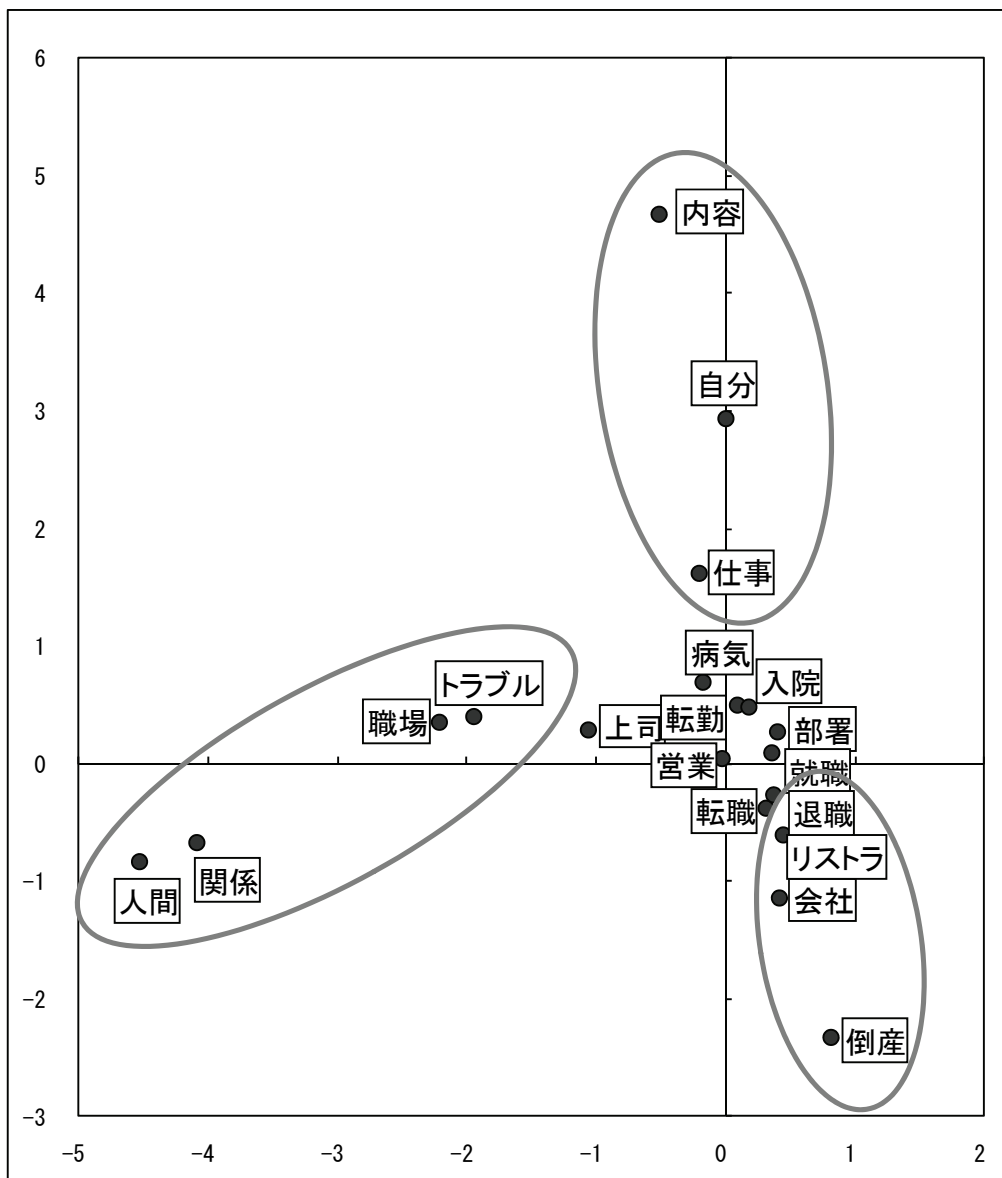 6
5
内容
4
自分
3
2
仕事
1
病気
トラブル
入院
職場
上司
転勤
部署
営業
0
就職
転職
退職
リストラ
-1
人間
関係
会社
-2
倒産
-3
-5 -4 -3 -2 -1 0 1 2